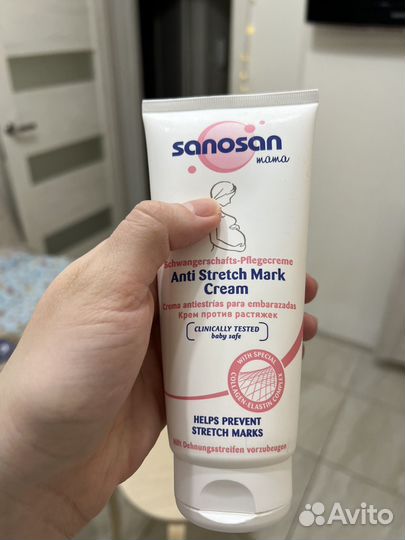 sanosan
mama
Schwangerschafts-Pflegecreme
Anti Stretch Mark
Cream
Crema antiestrías para embarazadas
Крем против растяжек
CLINICALLY TESTED
baby safe
WITH SPECIAL
COLLAGEN-ELASTIN COMPLEX
HELPS PREVENT
STRETCH MARKS
Hilft Dehnungsstreifen vorzubeugen
Avito